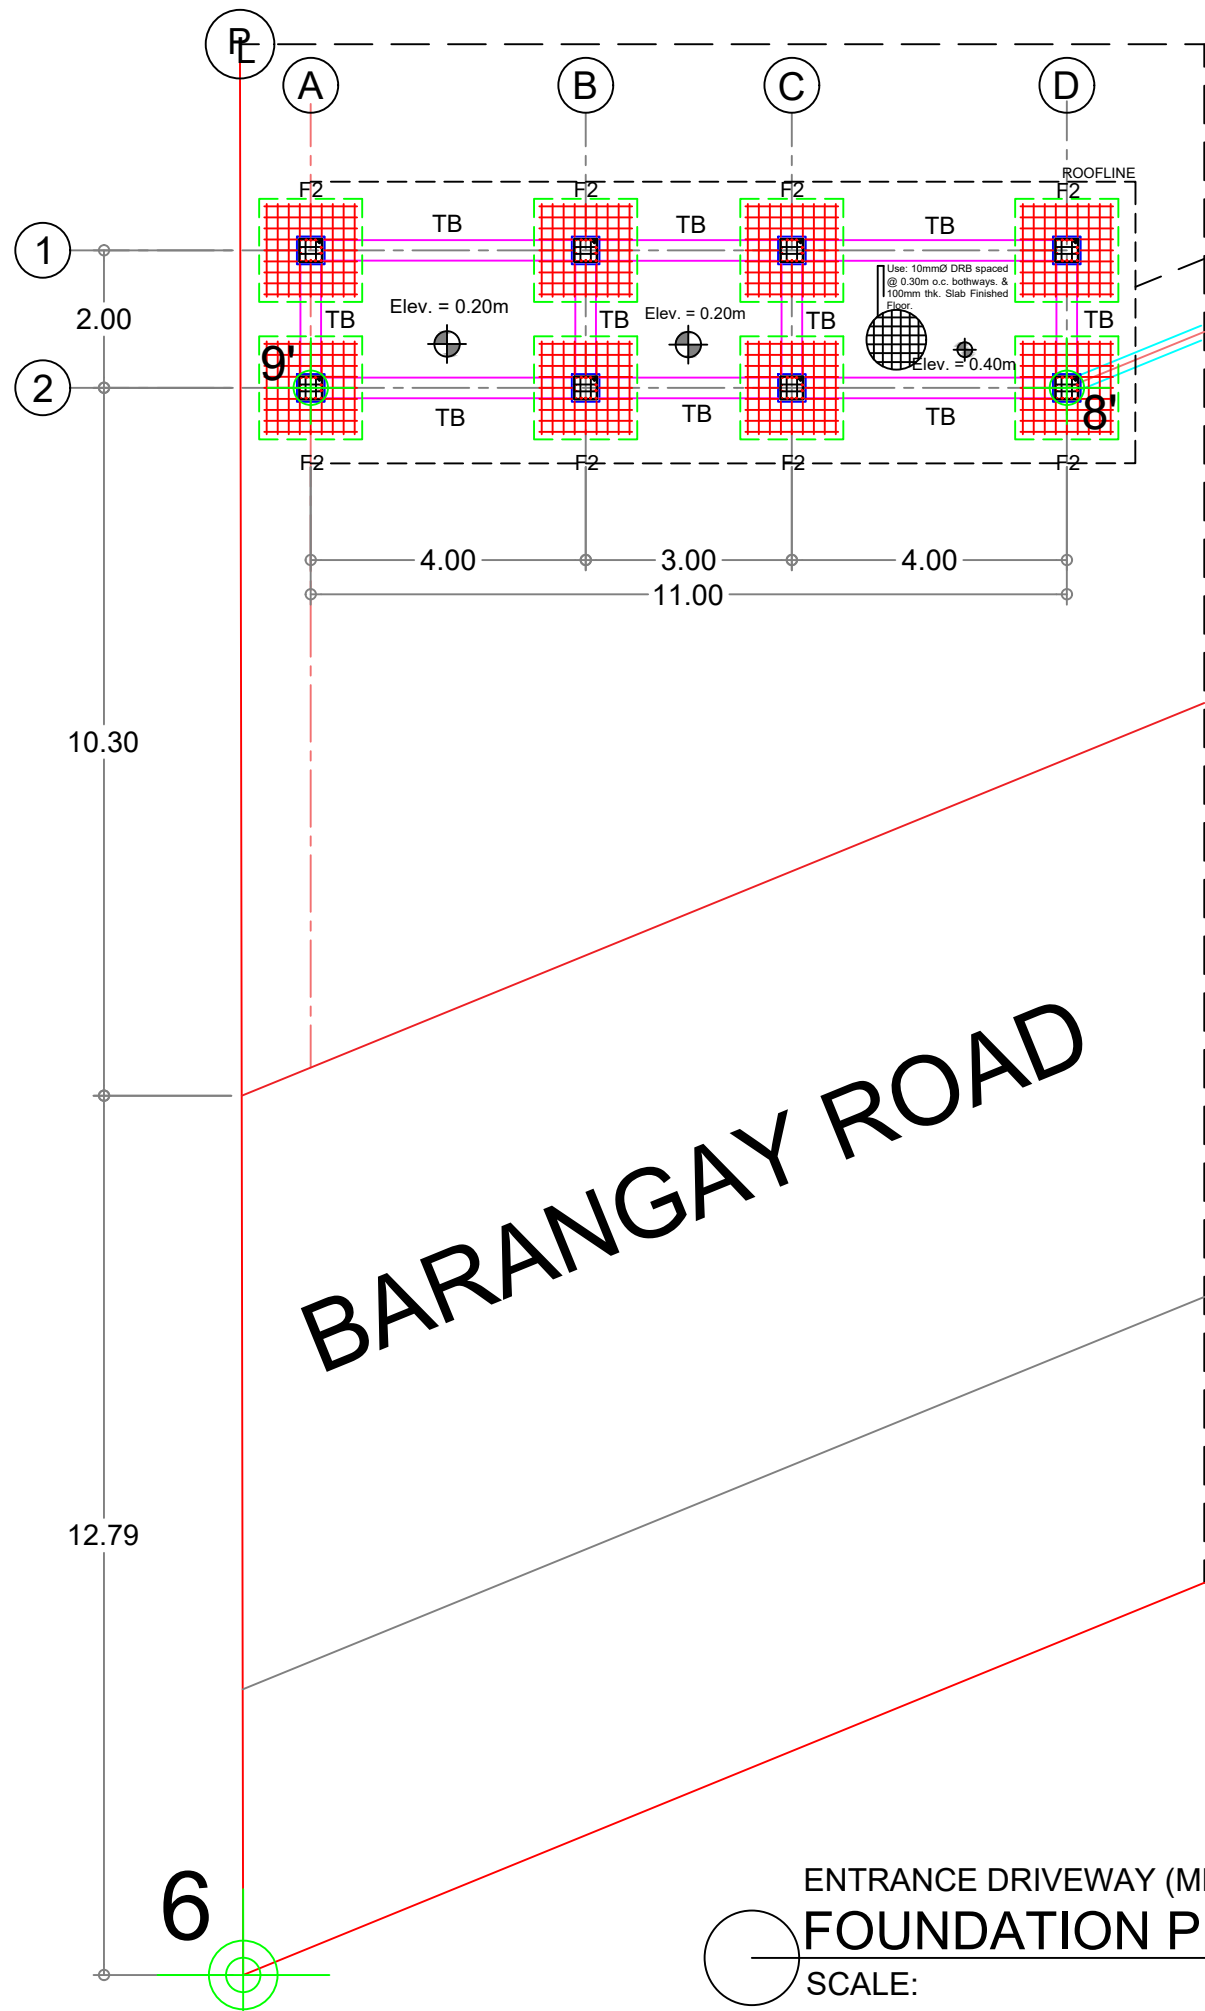 PL
A B C D
ROOFLINE
F2 F2 F2 F2
TB TB TB
1
Use: 10mmØ DRB spaced
@ 0.30m o.c. bothways. &
100mm thk. Slab Finished
Floor.
Elev. = 0.20m Elev. = 0.20m
2.00 TB TB TB TB
9'
Elev. = 0.40m
2
8'
TB TB TB
F2 F2 F2 F2
4.00 3.00 4.00
11.00
10.30
BARANGAY ROAD
12.79
6
ENTRANCE DRIVEWAY (
FOUNDATION P
SCALE: